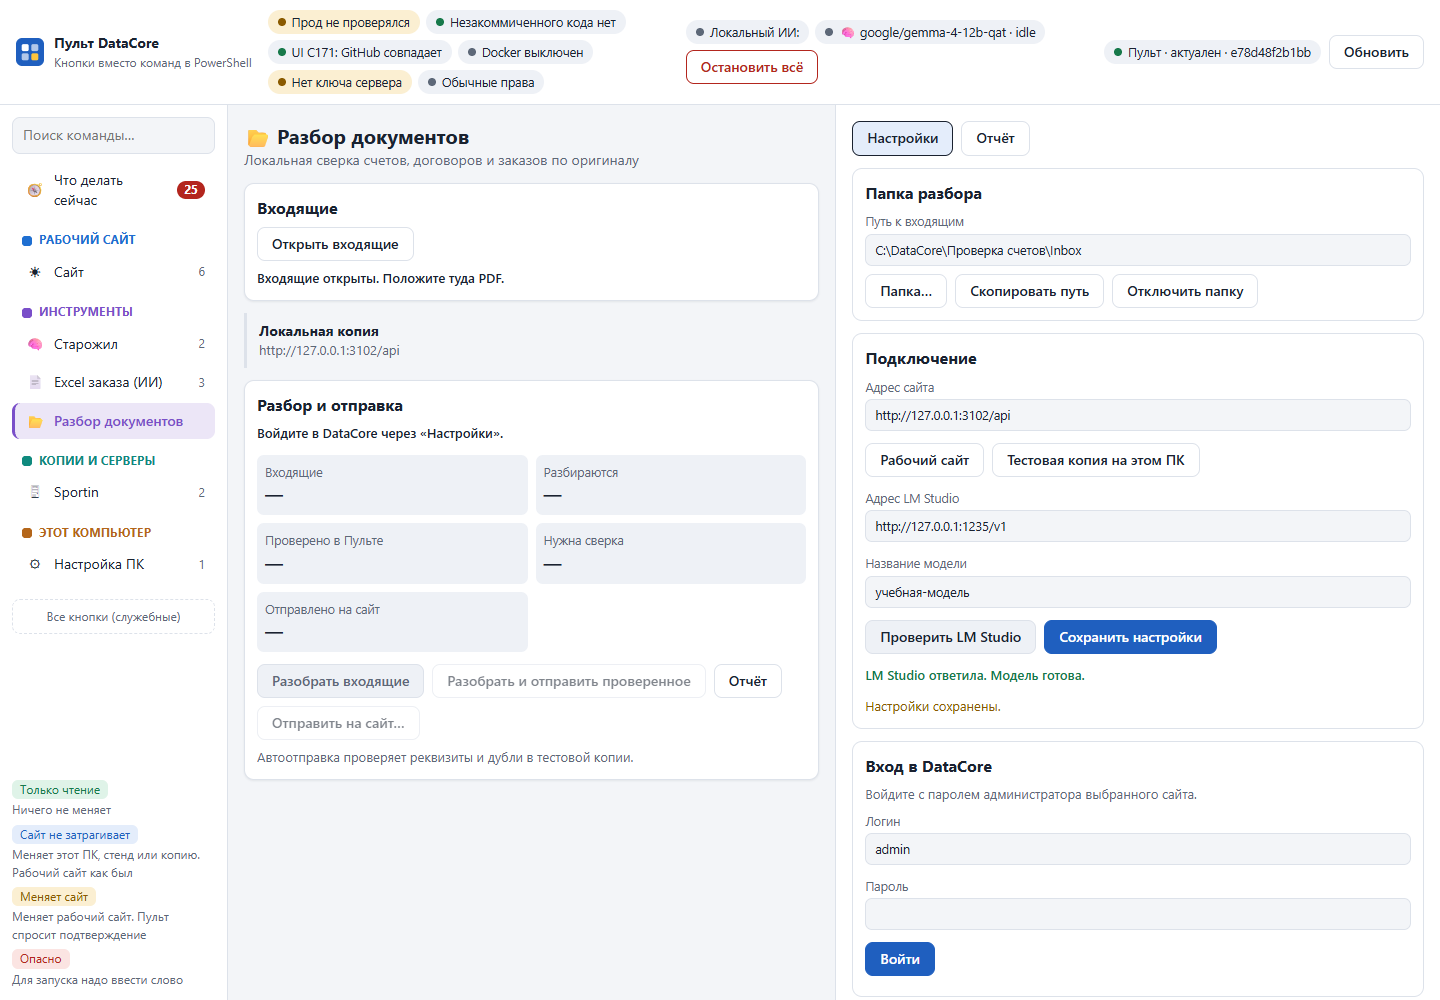 Пульт DataCore
Кнопки вместо команд в PowerShell
Прод не проверялся
Незакоммиченного кода нет
UI C171: GitHub совпадает
Docker выключен
Нет ключа сервера
Обычные права
Локальный ИИ:
google/gemma-4-12b-qat · idle
Остановить всё
Пульт · актуален · e78d48f2b1bb
Обновить
Поиск команды...
Что делать
сейчас
25
РАБОЧИЙ САЙТ
Сайт 6
ИНСТРУМЕНТЫ
Старожил 2
Excel заказа (ИИ) 3
Разбор документов
КОПИИ И СЕРВЕРЫ
Sportin 2
ЭТОТ КОМПЬЮТЕР
Настройка ПК 1
Все кнопки (служебные)
Только чтение
Ничего не меняет
Сайт не затрагивает
Меняет этот ПК, стенд или копию.
Рабочий сайт как был
Меняет сайт
Меняет рабочий сайт. Пульт
спросит подтверждение
Опасно
Для запуска надо ввести слово
Разбор документов
Локальная сверка счетов, договоров и заказов по оригиналу
Входящие
Открыть входящие
Входящие открыты. Положите туда PDF.
Локальная копия
http://127.0.0.1:3102/api
Разбор и отправка
Войдите в DataCore через «Настройки».
Входящие
—
Разбираются
—
Проверено в Пульте
—
Нужна сверка
—
Отправлено на сайт
—
Разобрать входящие
Разобрать и отправить проверенное
Отчёт
Отправить на сайт...
Автоотправка проверяет реквизиты и дубли в тестовой копии.
Настройки
Отчёт
Папка разбора
Путь к входящим
C:\DataCore\Проверка счетов\Inbox
Папка...
Скопировать путь
Отключить папку
Подключение
Адрес сайта
http://127.0.0.1:3102/api
Рабочий сайт
Тестовая копия на этом ПК
Адрес LM Studio
http://127.0.0.1:1235/v1
Название модели
учебная-модель
Проверить LM Studio
Сохранить настройки
LM Studio ответила. Модель готова.
Настройки сохранены.
Вход в DataCore
Войдите с паролем администратора выбранного сайта.
Логин
admin
Пароль
Войти